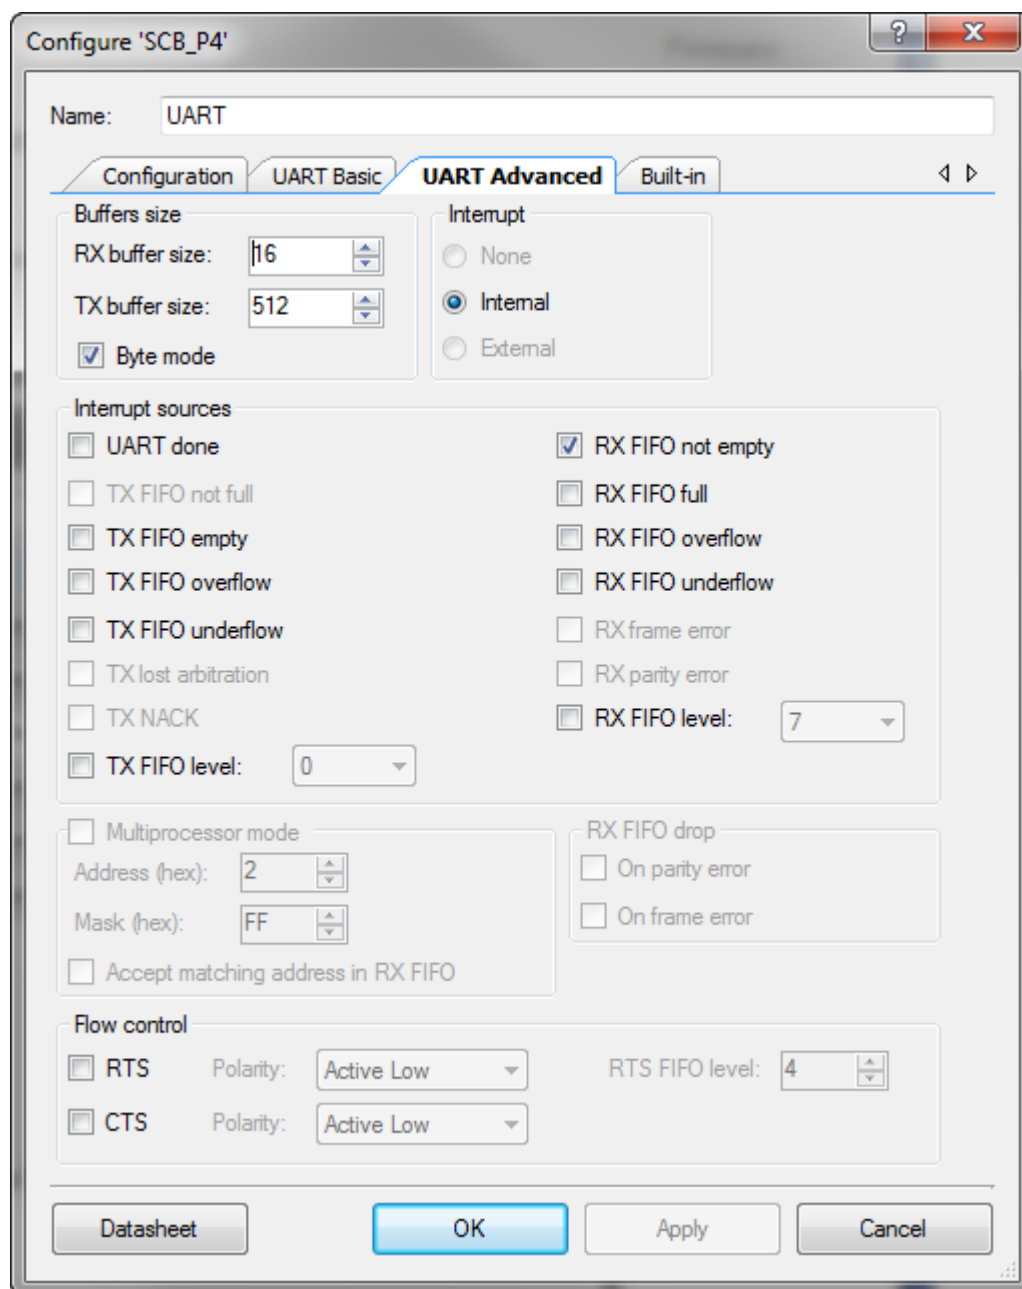 Configure 'SCB_P4'
Name: UART
Configuration UART Basic UART Advanced Built-in
Buffers size
RX buffer size: 16
TX buffer size: 512
Byte mode
Interrupt
None
Internal
External
Interrupt sources
UART done
TX FIFO not full
TX FIFO empty
TX FIFO overflow
TX FIFO underflow
TX lost arbitration
TX NACK
TX FIFO level: 0
RX FIFO not empty
RX FIFO full
RX FIFO overflow
RX FIFO underflow
RX frame error
RX parity error
RX FIFO level: 7
Multiprocessor mode
Address (hex): 2
Mask (hex): FF
Accept matching address in RX FIFO
RX FIFO drop
On parity error
On frame error
Flow control
RTS Polarity: Active Low RTS FIFO level: 4
CTS Polarity: Active Low
Datasheet OK Apply Cancel